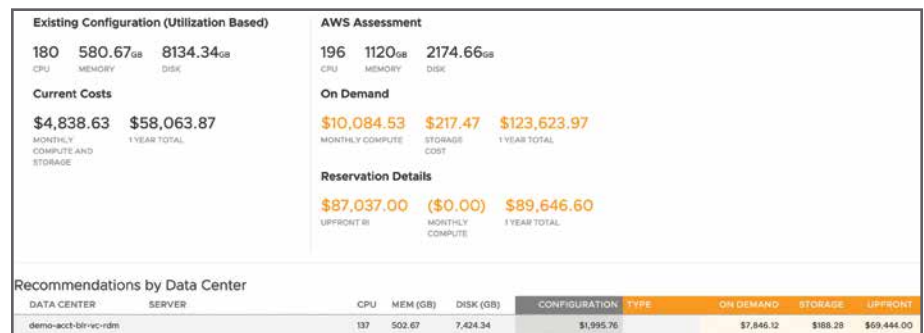 Existing Configuration (Utilization Based)
180 580.67GB 8134.34GB
CPU MEMORY DISK
Current Costs
$4,838.63 $58,063.87
MONTHLY COMPUTE AND STORAGE 1 YEAR TOTAL
AWS Assessment
196 1120GB 2174.66GB
CPU MEMORY DISK
On Demand
$10,084.53 $217.47 $123,623.97
MONTHLY COMPUTE STORAGE COST 1 YEAR TOTAL
Reservation Details
$87,037.00 ($0.00) $89,646.60
UPFRONT RI MONTHLY COMPUTE 1 YEAR TOTAL
Recommendations by Data Center
DATA CENTER SERVER CPU MEM (GB) DISK (GB) CONFIGURATION TYPE ON DEMAND STORAGE UPFRONT
demo-acct-blr-vc-rdm 137 502.67 7,424.34 $1,995.76 $7,846.12 $188.28 $69,444.00